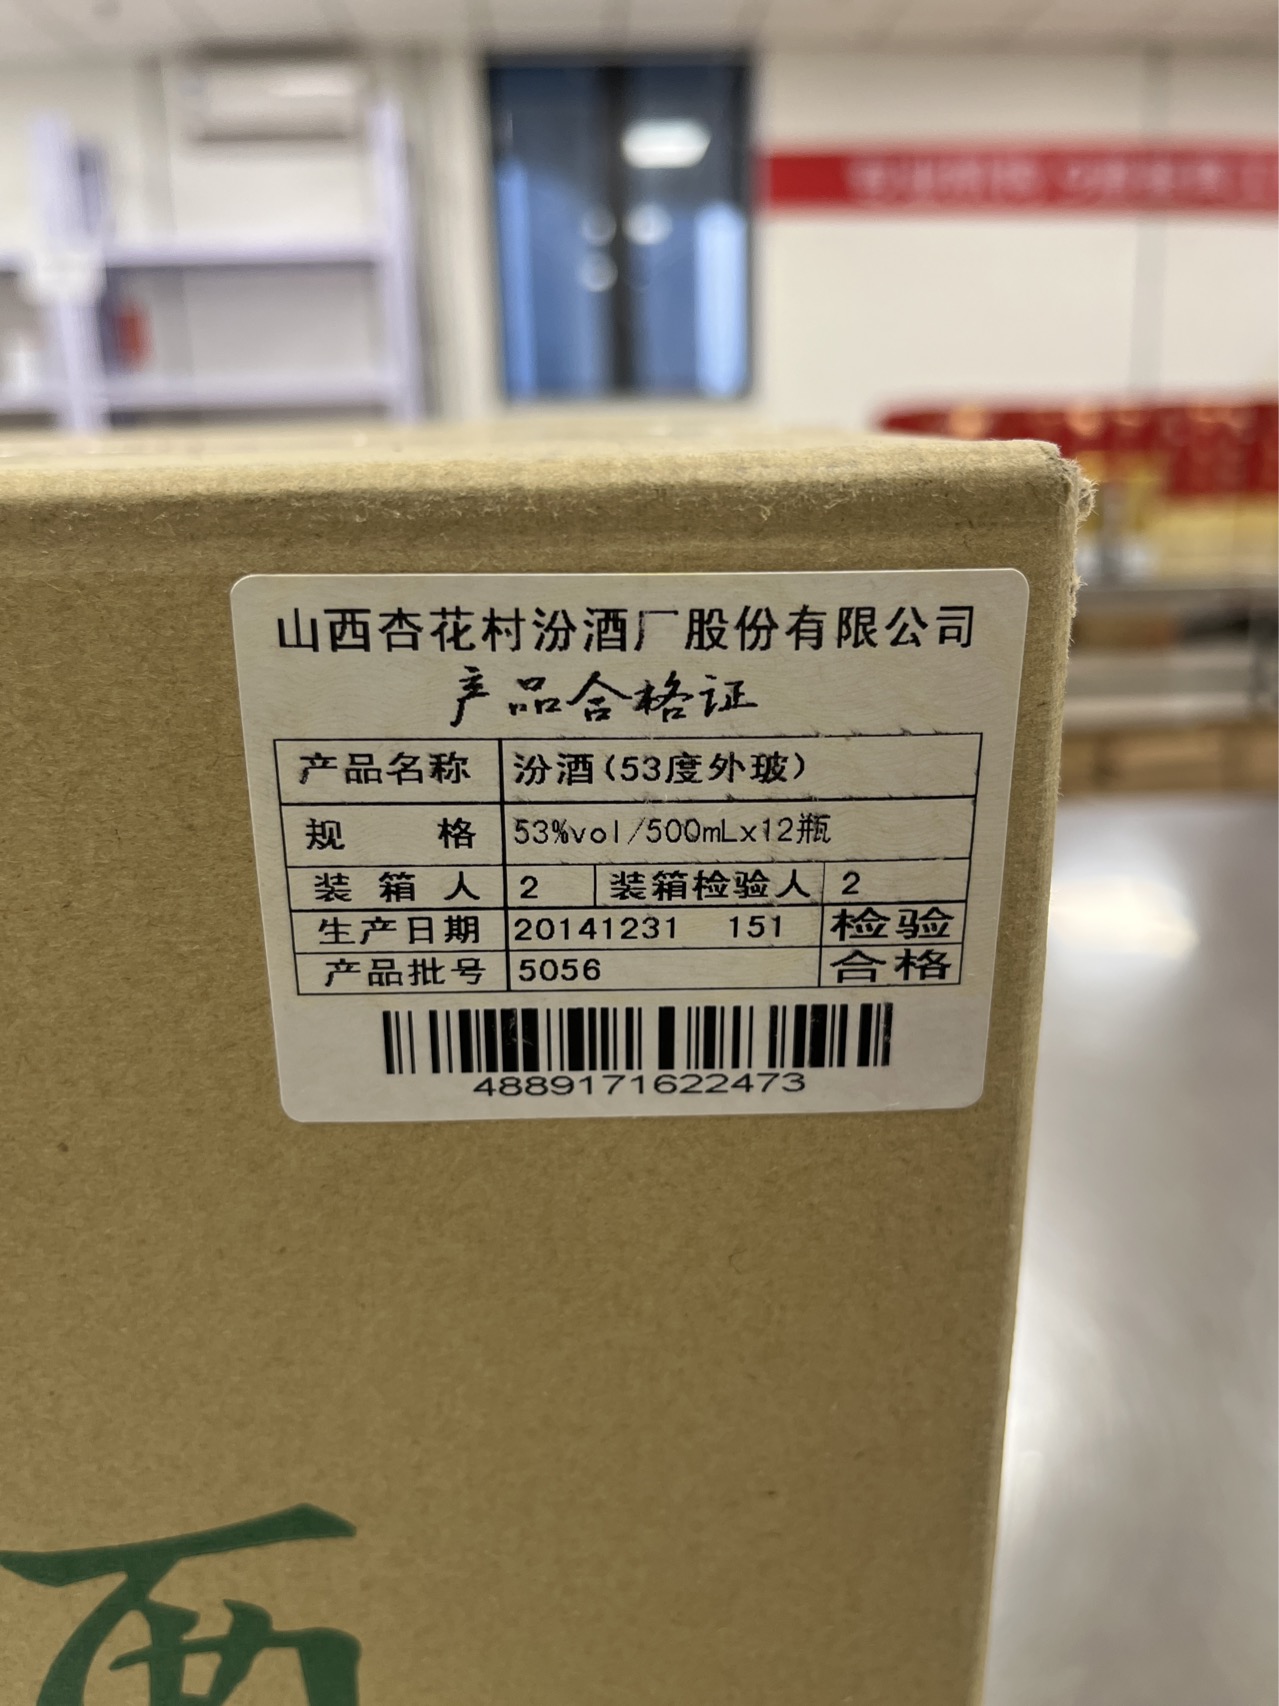 山西杏花村汾酒厂股份有限公司
产品合格证
产品名称 汾酒(53度外玻)
规 格 53%vol/500mLx12瓶
装 箱 人 2 装箱检验人 2
生产日期 20141231 151 检验
产品批号 5056 合格
4889171622473
西